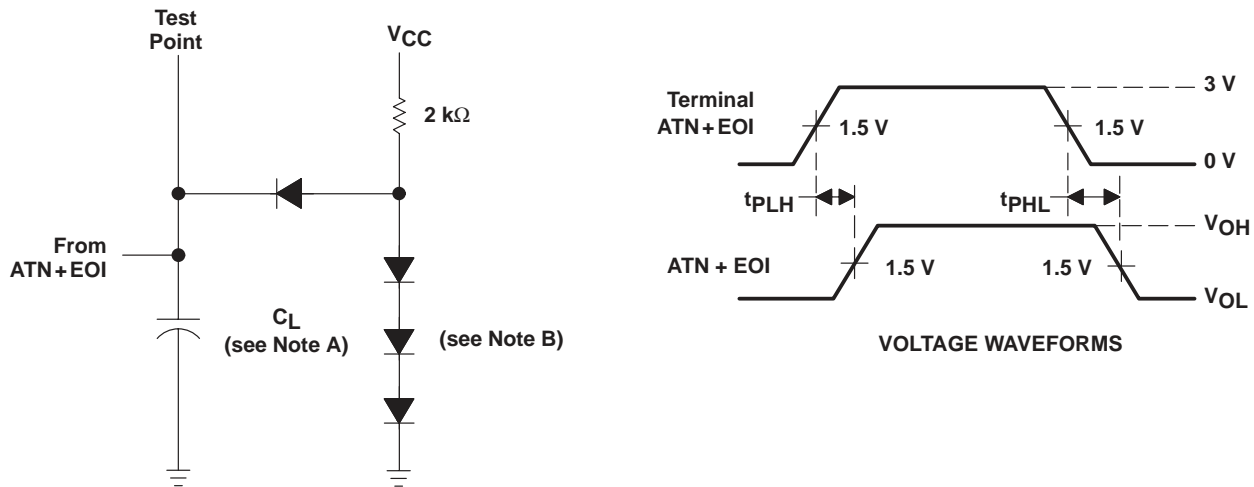 Test
Point
VCC
2 kΩ
From
ATN+EOI
CL
(see Note A)
(see Note B)
Terminal
ATN+EOI
1.5 V
1.5 V
3 V
0 V
tPLH
tPHL
VOH
ATN + EOI
1.5 V
1.5 V
VOL
VOLTAGE WAVEFORMS